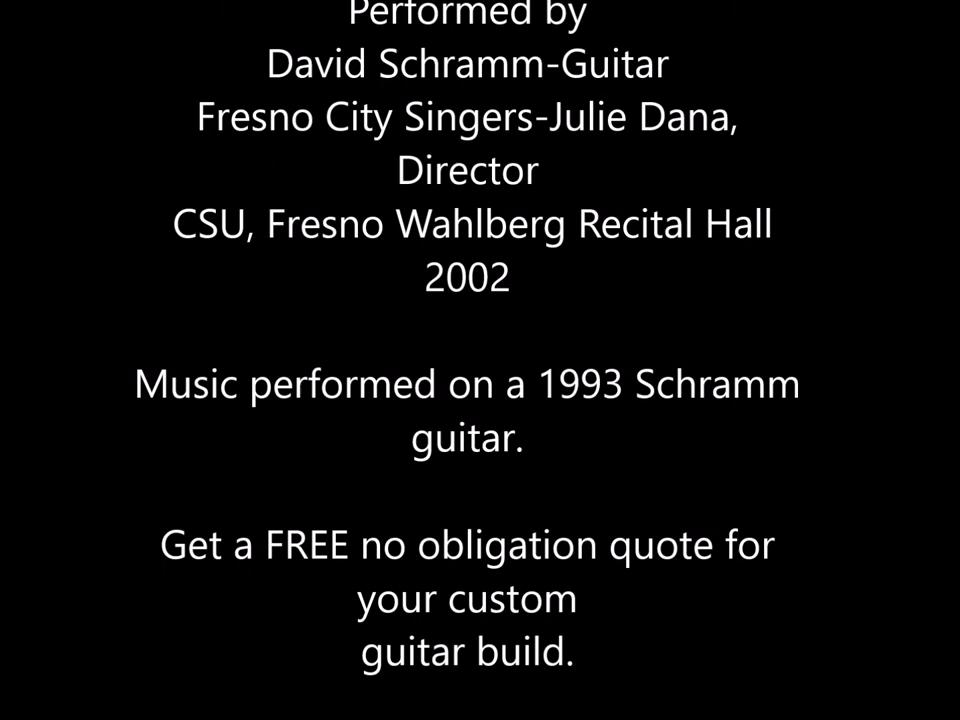 Performed by
David Schramm-Guitar
Fresno City Singers-Julie Dana,
Director
CSU, Fresno Wahlberg Recital Hall
2002
Music performed on a 1993 Schramm
guitar.
Get a FREE no obligation quote for
your custom
guitar build.